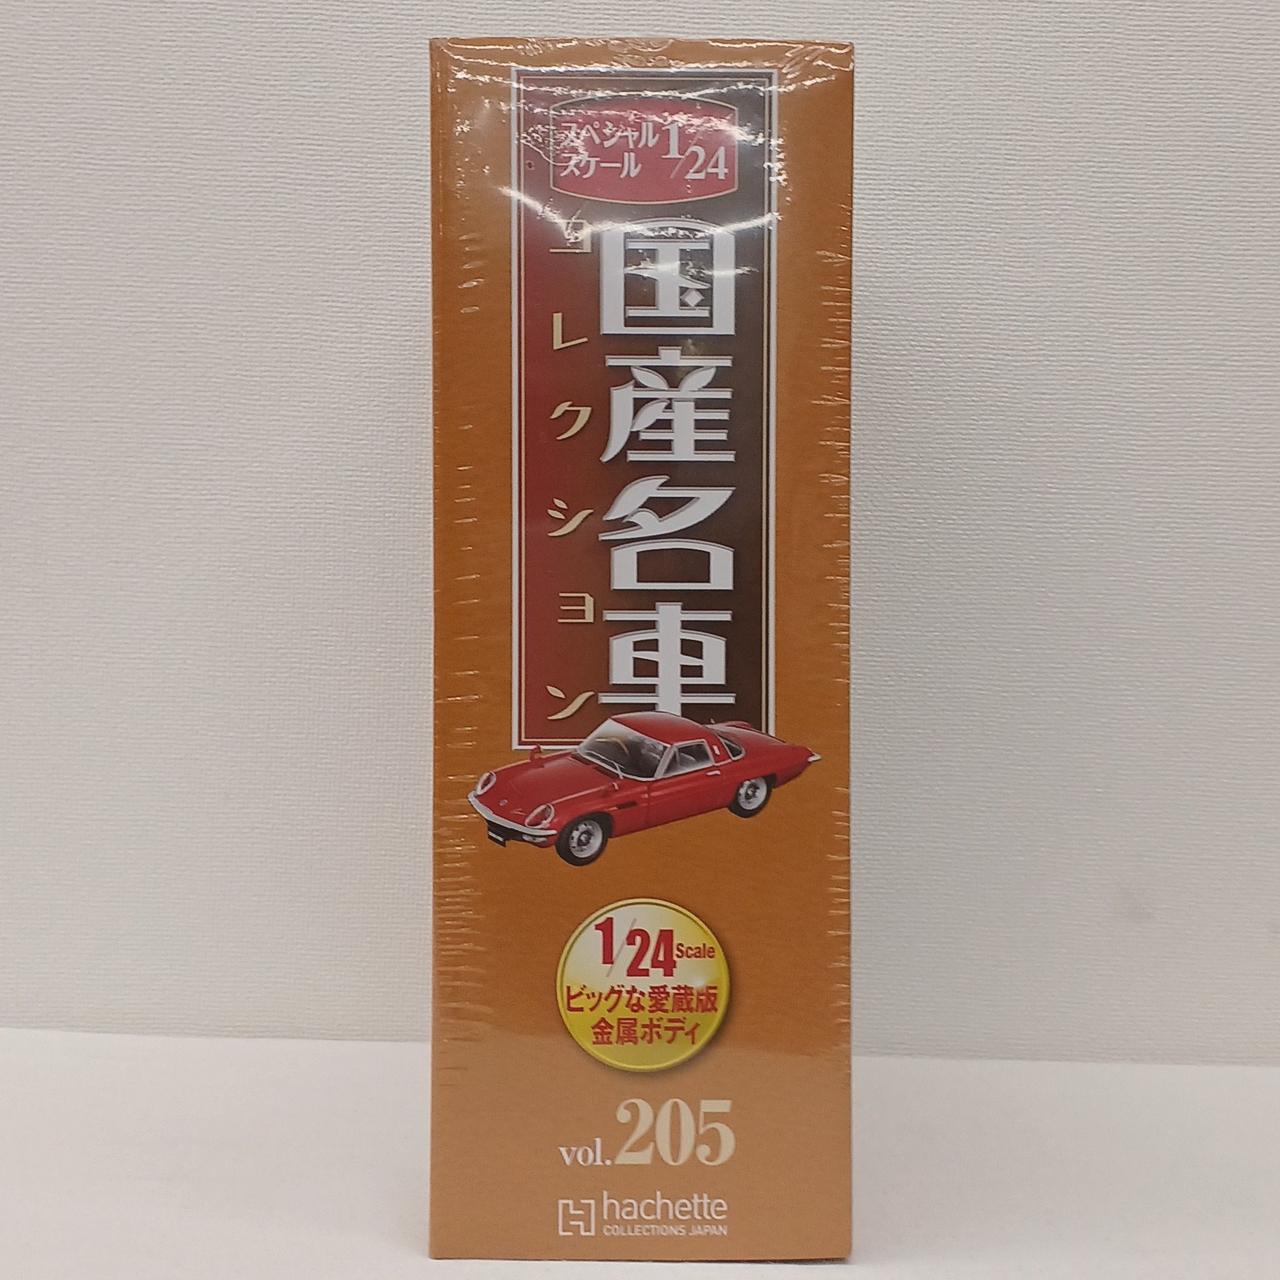 スペシャル
スケール
1/24
国産名車
コレクション
1/24 Scale
ビッグな愛蔵版
金属ボディ
vol.205
hachette
COLLECTIONS JAPAN